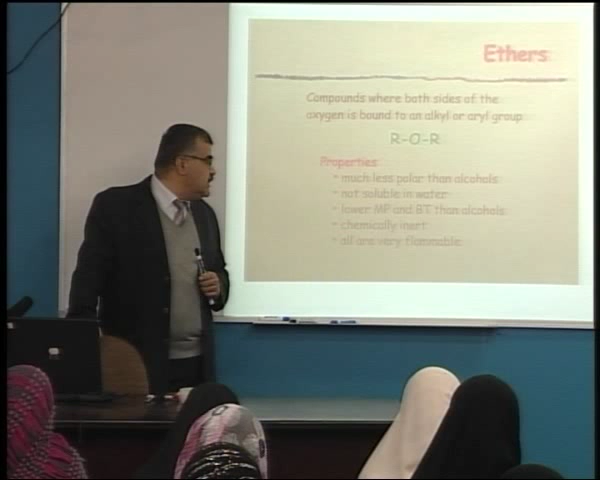 Ethers
Compounds where both sides of the
oxygen is bound to an alkyl or aryl group
R-O-R
Properties
• much less polar than alcohols
• not soluble in water
• lower MP and BT than alcohols
• chemically inert
• all are very flammable